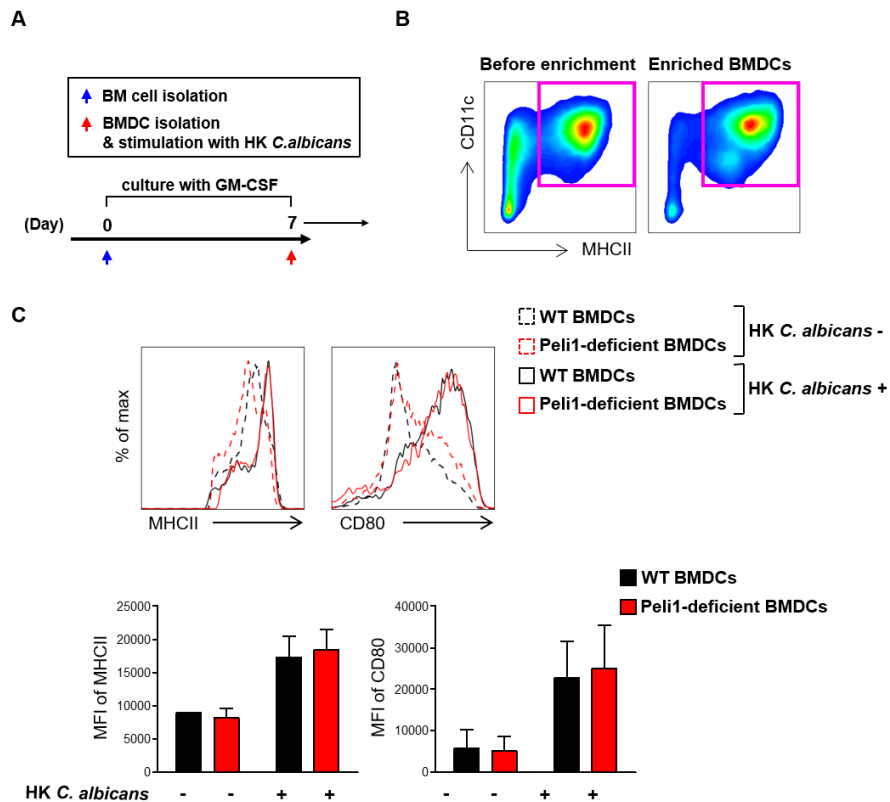 A
BM cell isolation
BMDC isolation
& stimulation with HK C.albicans
culture with GM-CSF
(Day) 0 7
B
Before enrichment Enriched BMDCs
CD11c
MHCII
C
WT BMDCs
Peli1-deficient BMDCs
HK C. albicans -
WT BMDCs
Peli1-deficient BMDCs
HK C. albicans +
% of max
MHCII CD80
WT BMDCs
Peli1-deficient BMDCs
MFI of MHCII
25000
20000
15000
10000
5000
0
MFI of CD80
40000
30000
20000
10000
0
HK C. albicans - - + + - - + +